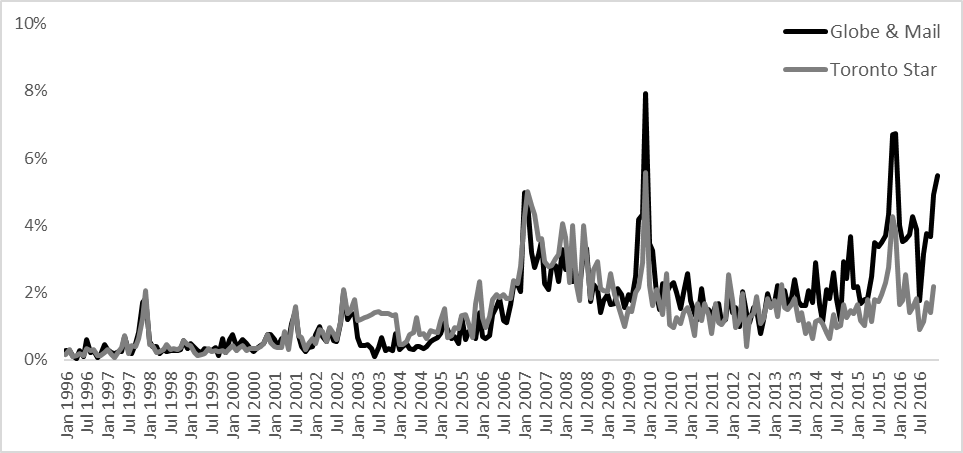 10%
8%
6%
4%
2%
0%
Globe & Mail
Toronto Star
Jan 1996
Jul 1996
Jan 1997
Jul 1997
Jan 1998
Jul 1998
Jan 1999
Jul 1999
Jan 2000
Jul 2000
Jan 2001
Jul 2001
Jan 2002
Jul 2002
Jan 2003
Jul 2003
Jan 2004
Jul 2004
Jan 2005
Jul 2005
Jan 2006
Jul 2006
Jan 2007
Jul 2007
Jan 2008
Jul 2008
Jan 2009
Jul 2009
Jan 2010
Jul 2010
Jan 2011
Jul 2011
Jan 2012
Jul 2012
Jan 2013
Jul 2013
Jan 2014
Jul 2014
Jan 2015
Jul 2015
Jan 2016
Jul 2016